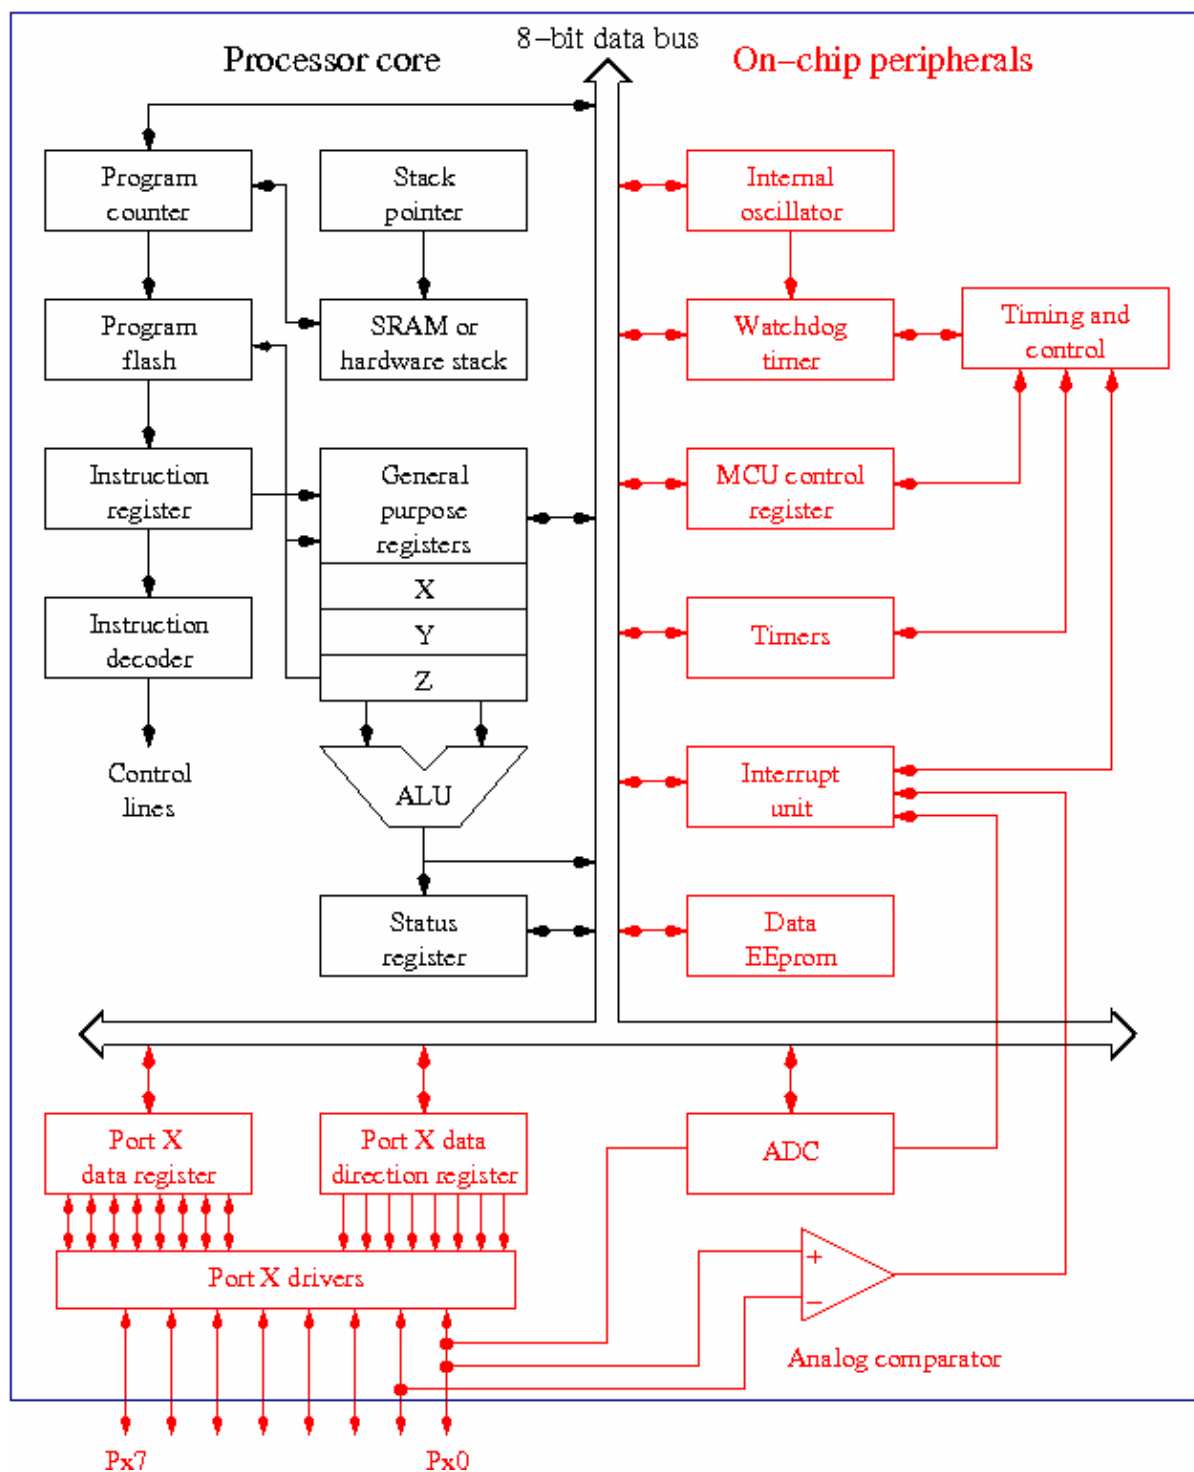 8-bit data bus
Processor core
On-chip peripherals
Program
counter
Stack
pointer
Internal
oscillator
Program
flash
SRAM or
hardware stack
Watchdog
timer
Timing and
control
Instruction
register
General
purpose
registers
MCU control
register
X
Y
Z
Instruction
decoder
Timers
Control
lines
ALU
Interrupt
unit
Status
register
Data
EEprom
Port X
data register
Port X data
direction register
ADC
Port X drivers
+
−
Analog comparator
Px7
Px0